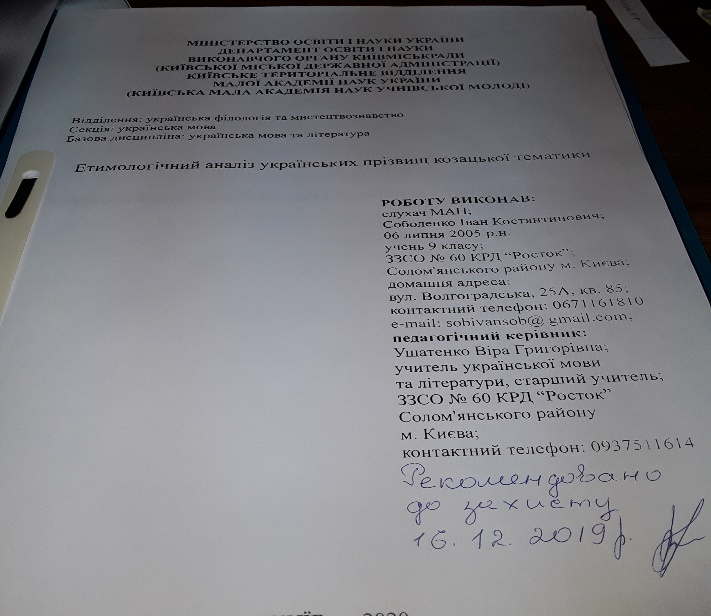 МІНІСТЕРСТВО ОСВІТИ І НАУКИ УКРАЇНИ
ДЕПАРТАМЕНТ ОСВІТИ І НАУКИ
ВИКОНАВЧОГО ОРГАНУ КИЇВМІСЬКРАДИ
(КИЇВСЬКОЇ МІСЬКОЇ ДЕРЖАВНОЇ АДМІНІСТРАЦІЇ)
КИЇВСЬКЕ ТЕРИТОРІАЛЬНЕ ВІДДІЛЕННЯ
МАЛОЇ АКАДЕМІЇ НАУК УКРАЇНИ
(КИЇВСЬКА МАЛА АКАДЕМІЯ НАУК УЧНІВСЬКОЇ МОЛОДІ)
Відділення: українська філологія та мистецтвознавство
Секція: українська мова
Базова дисципліна: українська мова та література
Етимологічний аналіз українських прізвищ козацької тематики
РОБОТУ ВИКОНАВ:
слухач МАН;
Соболенко Іван Костянтинович;
06 липня 2005 р.н.
учень 9 класу;
ЗЗСО № 60 КРД “Росток”;
Солом'янського району м. Києва;
домашня адреса:
вул. Волгоградська, 25А, кв. 85;
контактний телефон: 0671161810
e-mail: sobivansob@ gmail.com,
педагогічний керівник:
Ушатенко Віра Григорівна;
учитель української мови
та літератури, старший учитель;
ЗЗСО № 60 КРД “Росток”
Солом'янського району
м. Києва;
контактний телефон: 0937511614
Рекомендовано
до захисту
16. 12. 2019 р.